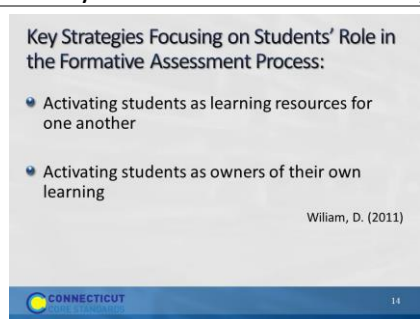 Key Strategies Focusing on Students' Role in
the Formative Assessment Process:
Activating students as learning resources for
one another
Activating students as owners of their own
learning
Wiliam, D. (2011)
CONNECTICUT
CORE STANDARDS
14